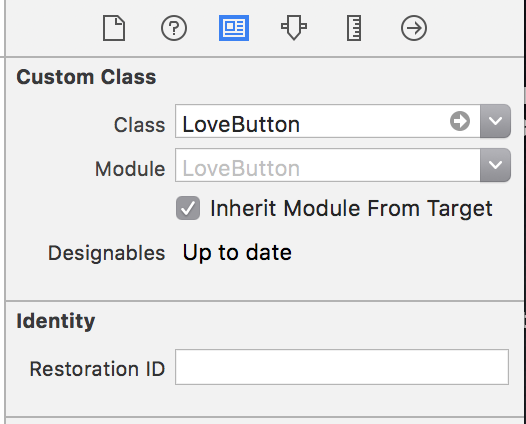 Custom Class
Class LoveButton
Module LoveButton
Inherit Module From Target
Designables Up to date
Identity
Restoration ID